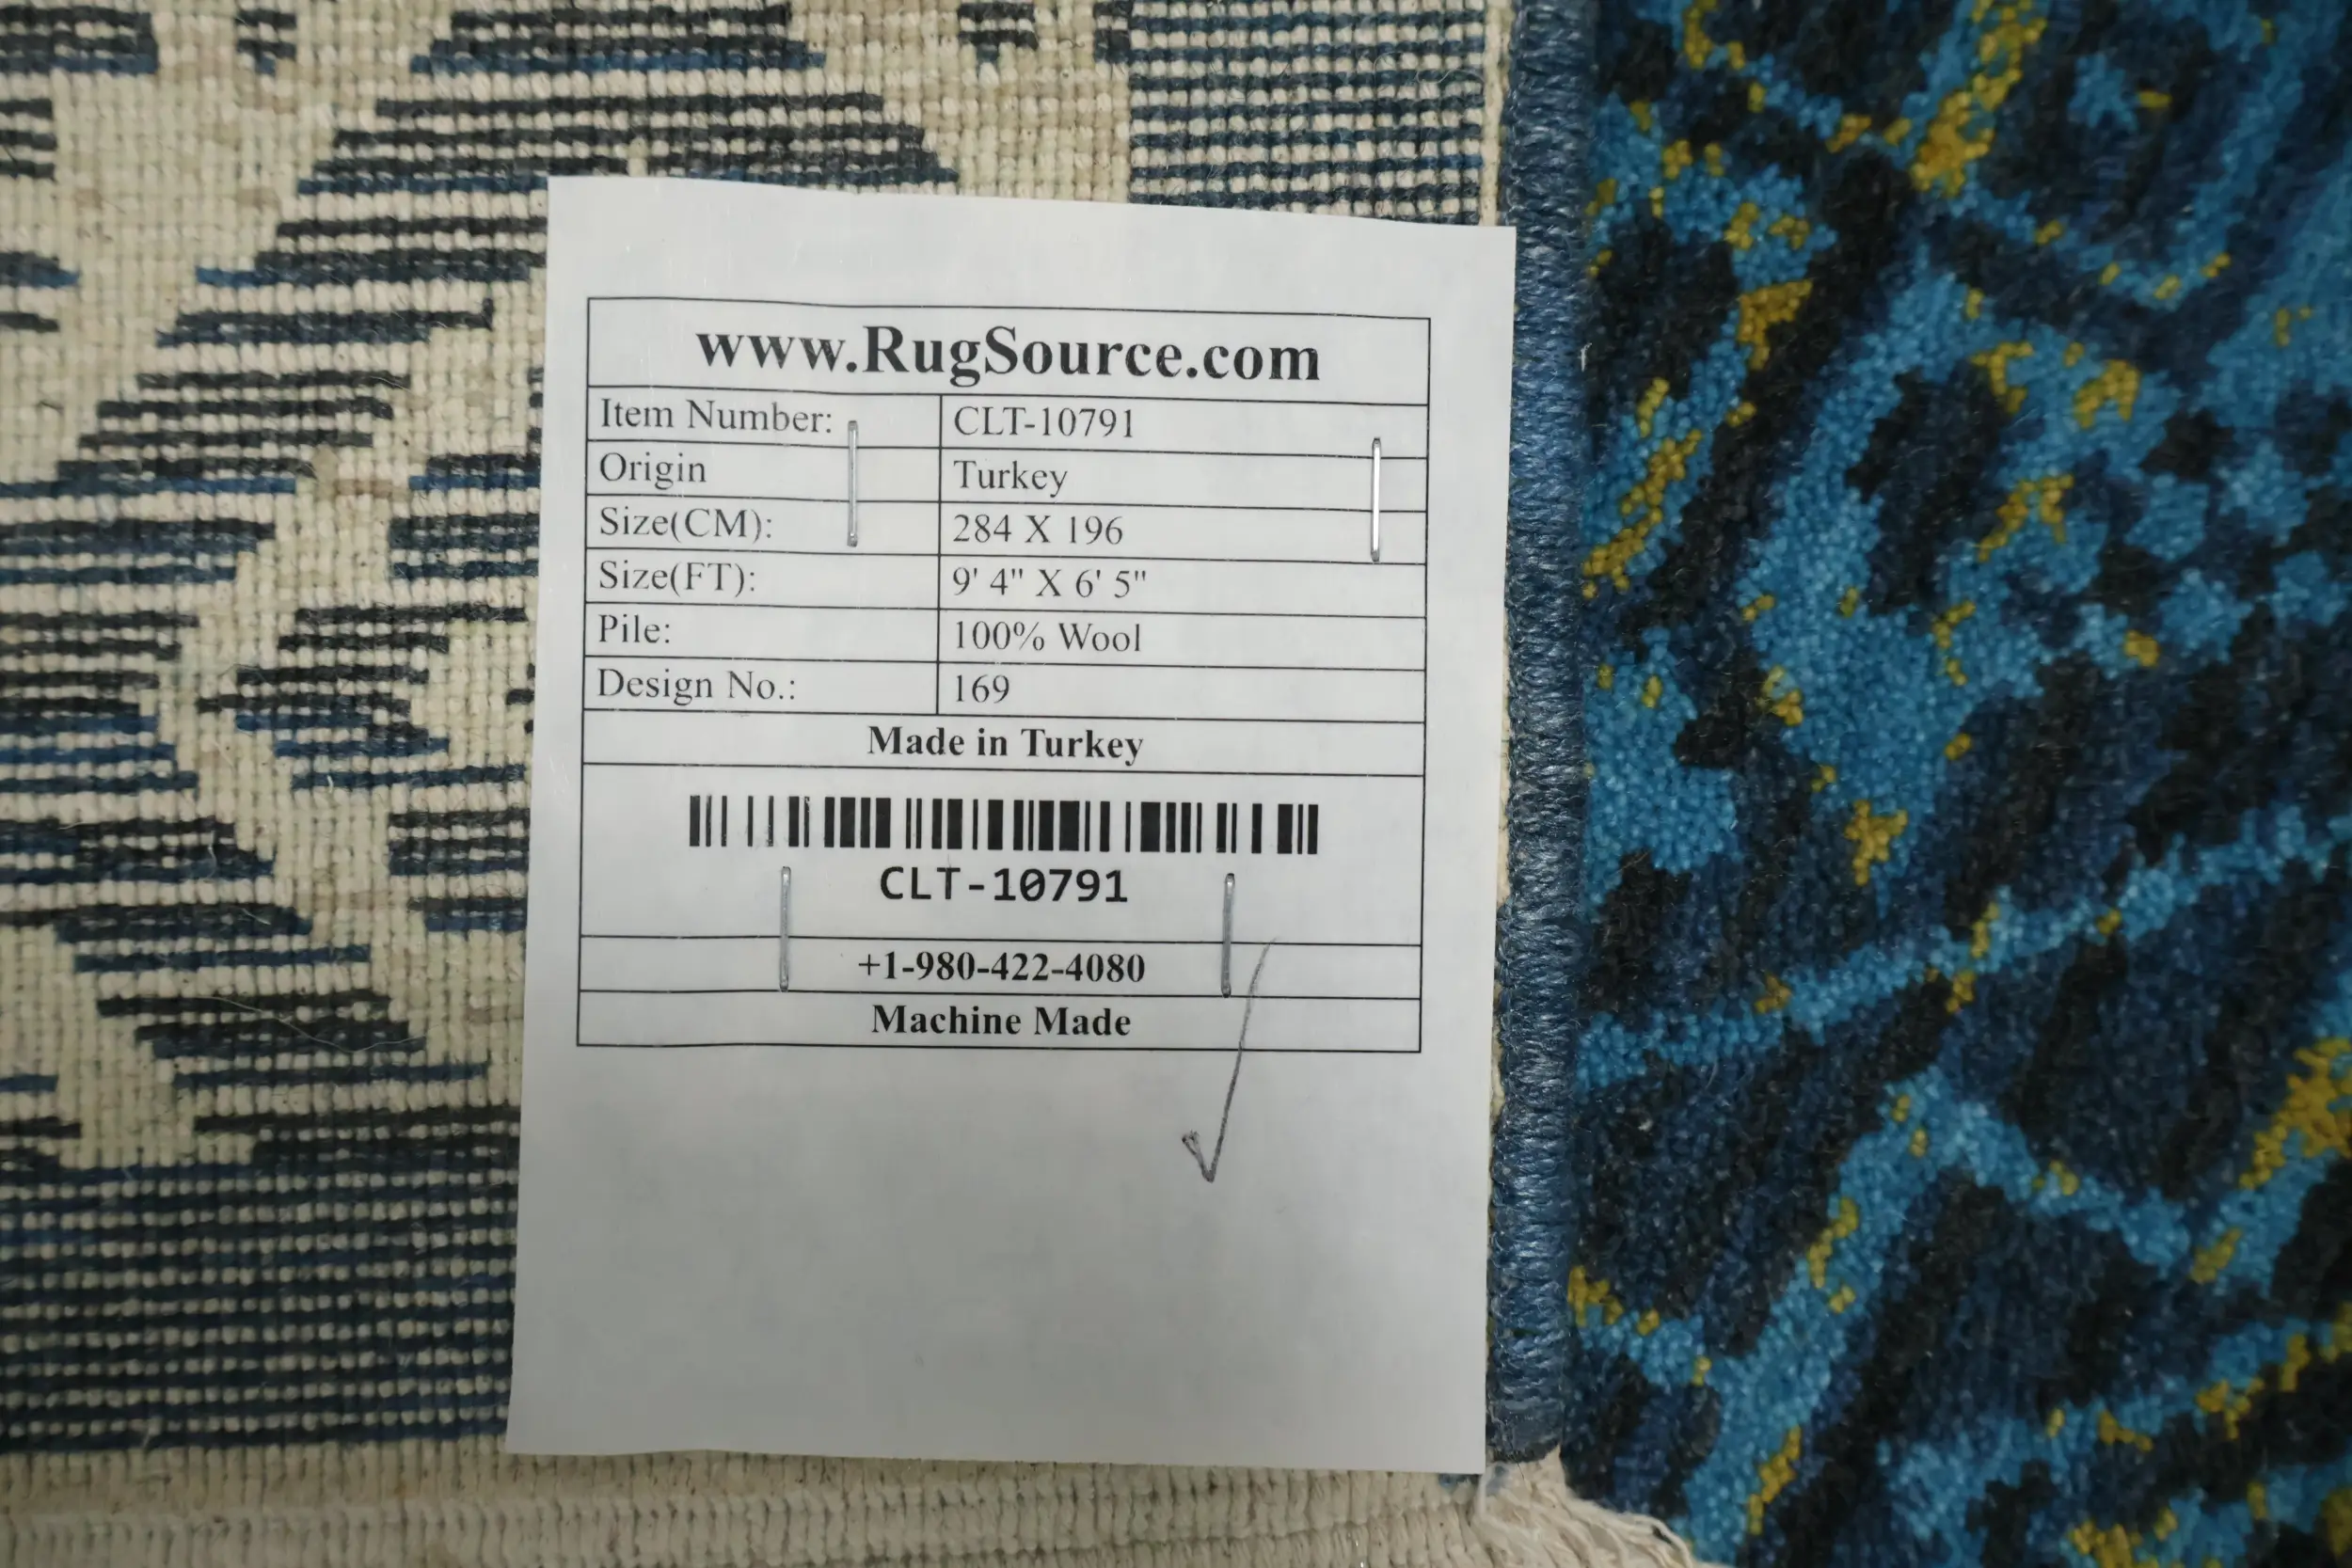 www.RugSource.com
Item Number: CLT-10791
Origin Turkey
Size(CM): 284 X 196
Size(FT): 9' 4" X 6' 5"
Pile: 100% Wool
Design No.: 169
Made in Turkey
CLT-10791
+1-980-422-4080
Machine Made